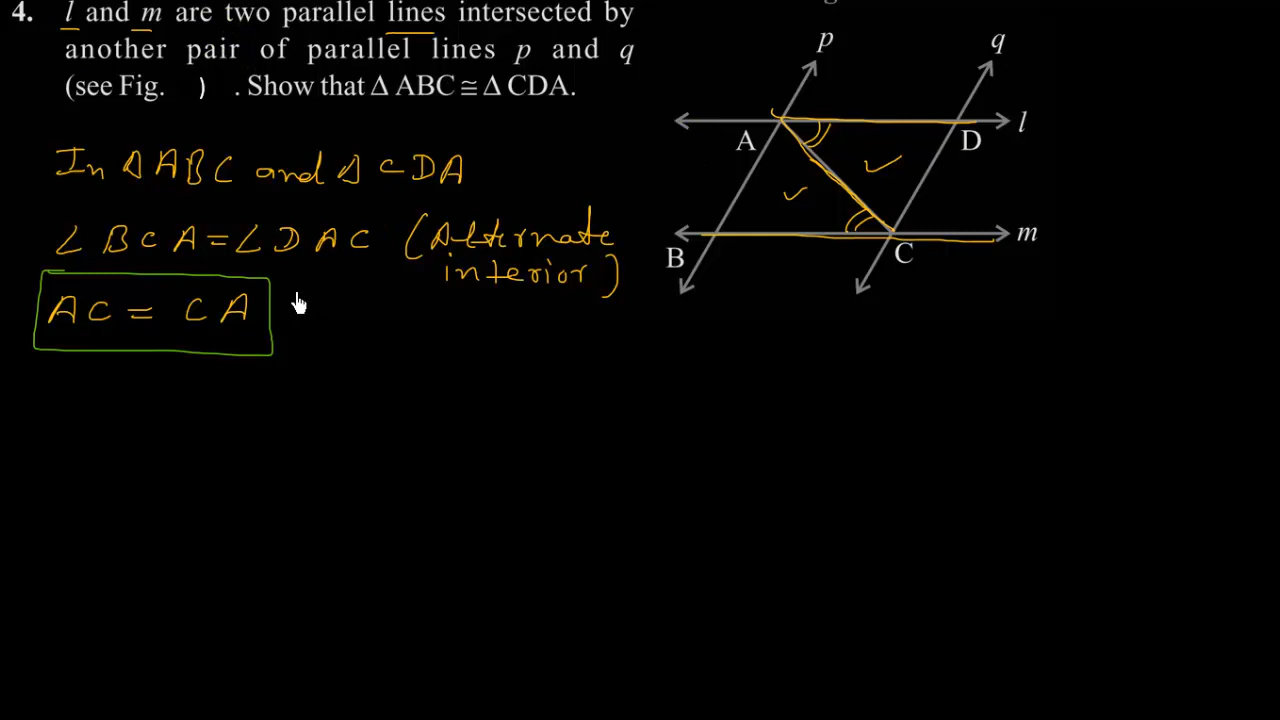 4. l and m are two parallel lines intersected by
another pair of parallel lines p and q
(see Fig. ) . Show that Δ ABC ≅ Δ CDA.
In Δ ABC and Δ CDA
∠ BCA = ∠ DAC (Alternate
interior)
AC = CA
p
q
A
D
l
B
C
m